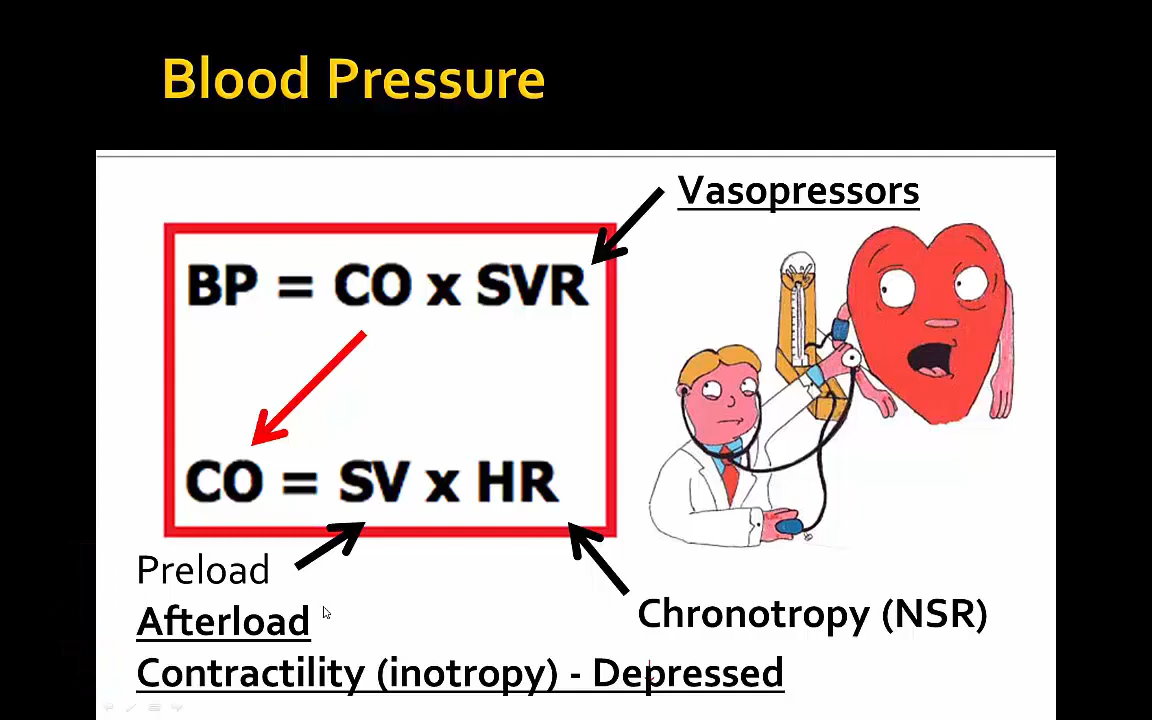 Blood Pressure
Vasopressors
BP = CO x SVR
CO = SV x HR
Preload
Afterload
Chronotropy (NSR)
Contractility (inotropy) - Depressed